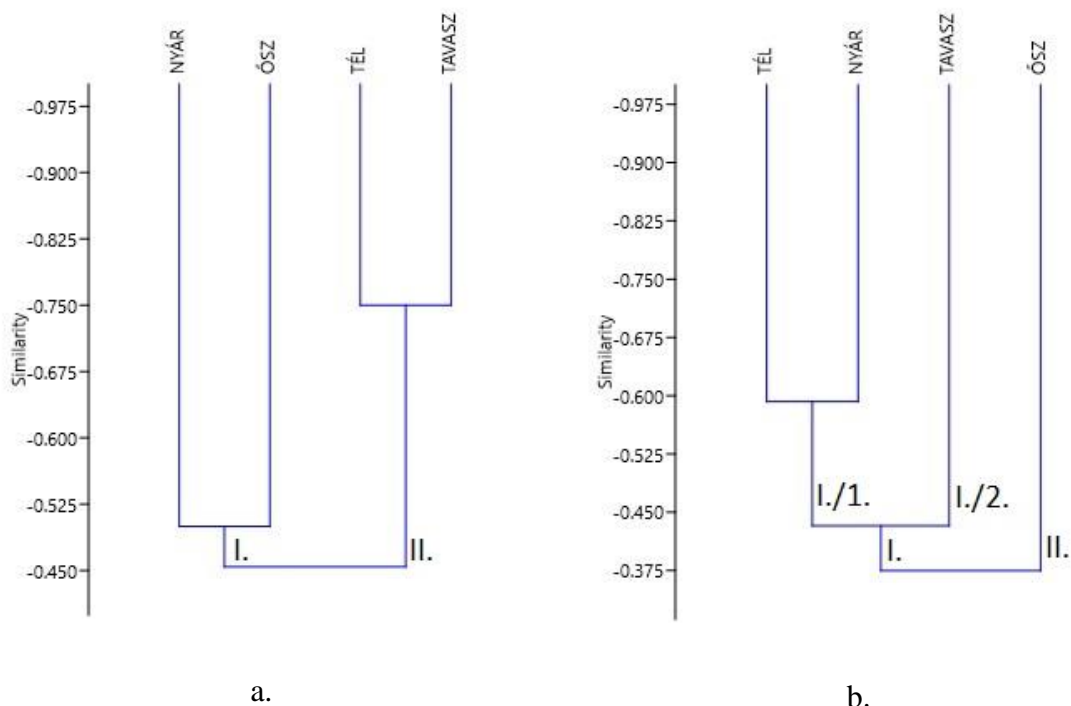 NYÁR
ŐSZ
TÉL
TAVASZ
-0.975
-0.900
-0.825
-0.750
-0.675
-0.600
-0.525
-0.450
Similarity
I.
II.
a.
TÉL
NYÁR
TAVASZ
ŐSZ
-0.975
-0.900
-0.825
-0.750
-0.675
-0.600
-0.525
-0.450
-0.375
Similarity
I./1.
I./2.
I.
II.
b.